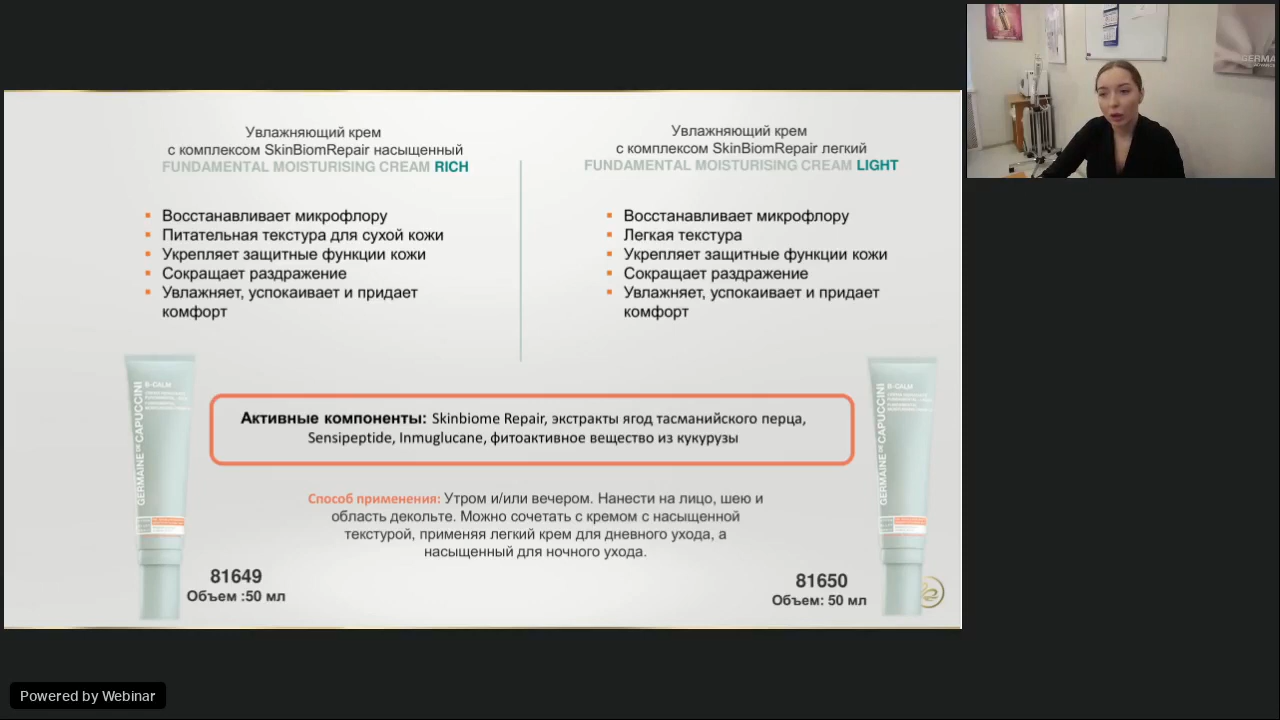 Увлажняющий крем
с комплексом SkinBiomRepair насыщенный
FUNDAMENTAL MOISTURISING CREAM RICH
Восстанавливает микрофлору
Питательная текстура для сухой кожи
Укрепляет защитные функции кожи
Сокращает раздражение
Увлажняет, успокаивает и придает
комфорт
Увлажняющий крем
с комплексом SkinBiomRepair легкий
FUNDAMENTAL MOISTURISING CREAM LIGHT
Восстанавливает микрофлору
Легкая текстура
Укрепляет защитные функции кожи
Сокращает раздражение
Увлажняет, успокаивает и придает
комфорт
Активные компоненты: Skinbiome Repair, экстракты ягод тасманийского перца,
Sensipeptide, Inmuglucane, фитоактивное вещество из кукурузы
Способ применения: Утром и/или вечером. Нанести на лицо, шею и
область декольте. Можно сочетать с кремом с насыщенной
текстурой, применяя легкий крем для дневного ухода, а
насыщенный для ночного ухода.
81649
Объем :50 мл
81650
Объем: 50 мл
B-CALM
GERMAINE DE CAPUCCINI
B-CALM
GERMAINE DE CAPUCCINI
GERMA
Powered by Webinar